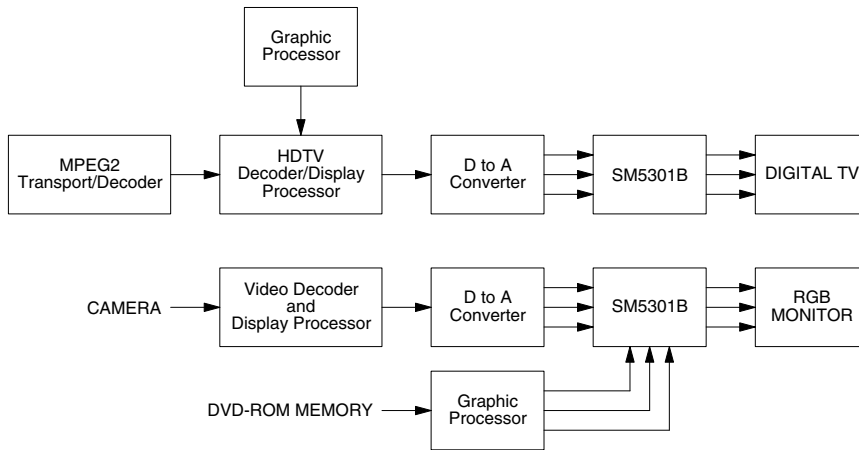 Graphic
Processor
MPEG2
Transport/Decoder
HDTV
Decoder/Display
Processor
D to A
Converter
SM5301B
DIGITAL TV
CAMERA
Video Decoder
and
Display Processor
D to A
Converter
SM5301B
RGB
MONITOR
DVD-ROM MEMORY
Graphic
Processor